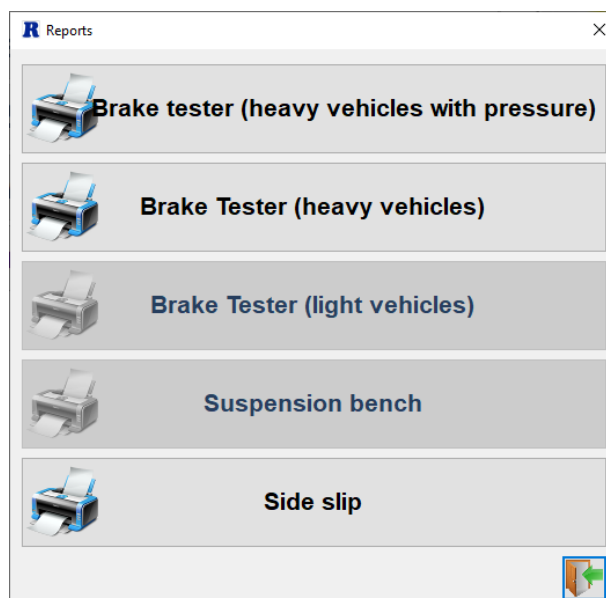 R Reports
Brake tester (heavy vehicles with pressure)
Brake Tester (heavy vehicles)
Brake Tester (light vehicles)
Suspension bench
Side slip